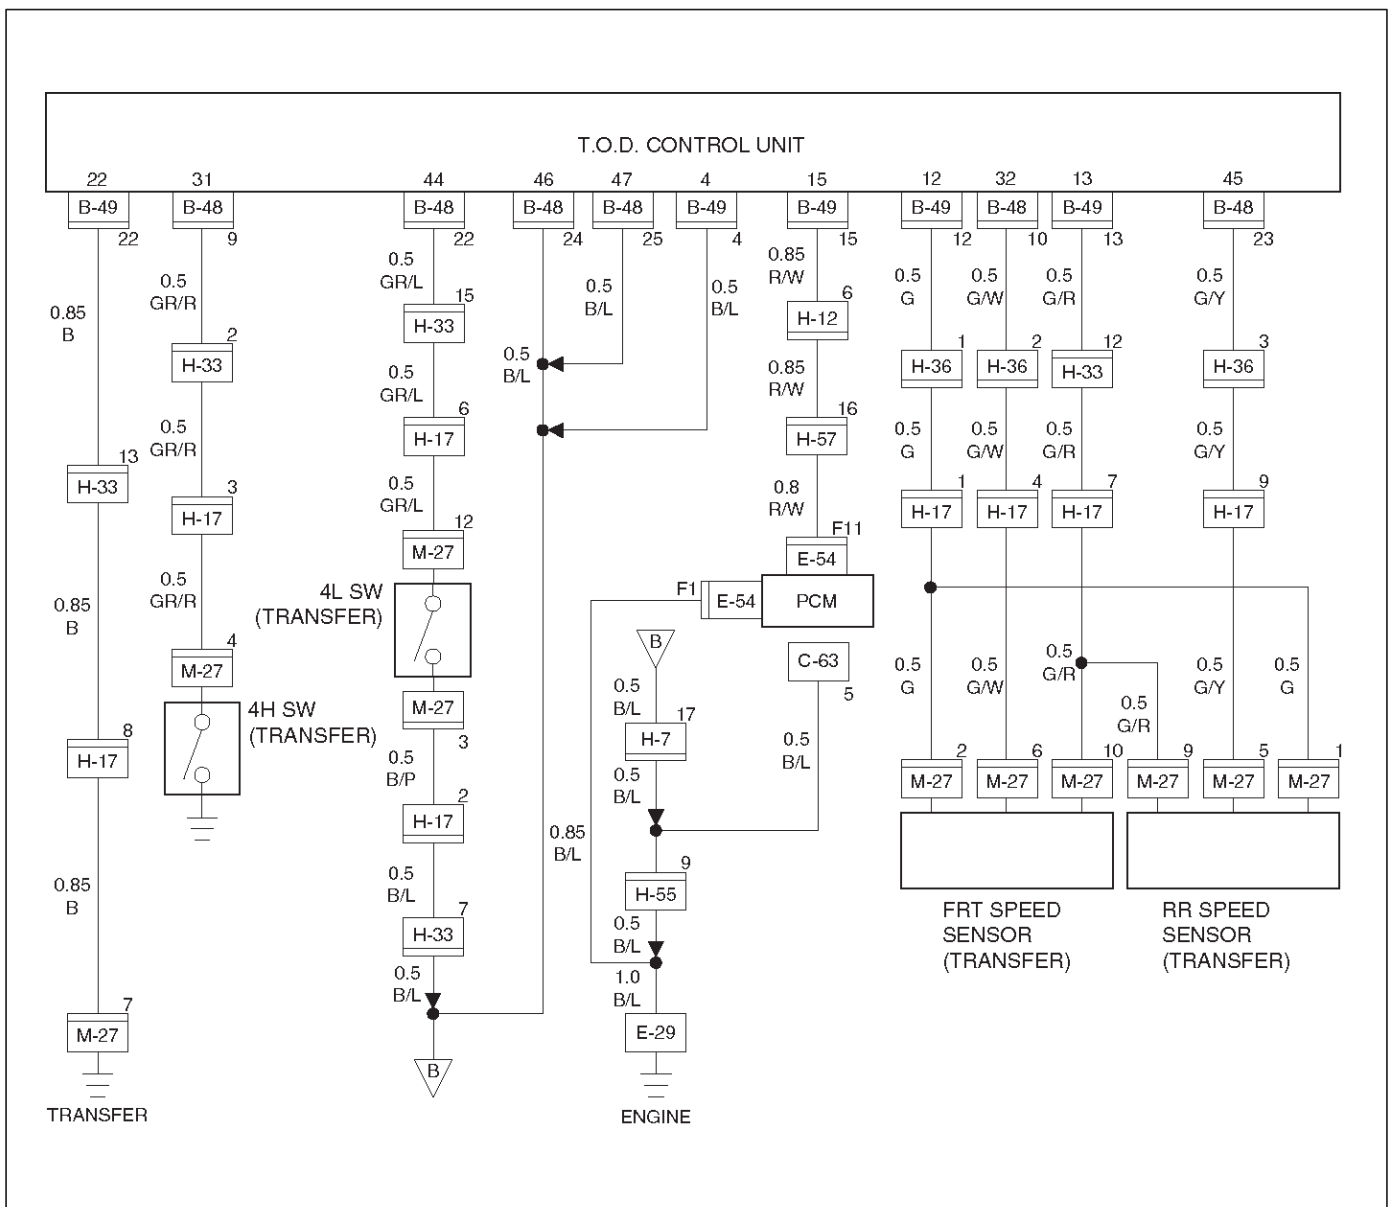 T.O.D. CONTROL UNIT
22 31 44 46 47 4 15 12 32 13 45
B-49 B-48 B-48 B-48 B-48 B-49 B-49 B-49 B-48 B-49 B-48
22 9 22 24 25 4 15 12 10 13 23
0.85
B
13
H-33
0.85
B
8
H-17
0.85
B
7
M-27
TRANSFER
0.5
GR/R
2
H-33
0.5
GR/R
3
H-17
0.5
GR/R
4
M-27
4H SW
(TRANSFER)
0.5
GR/L
15
H-33
0.5
GR/L
6
H-17
0.5
GR/L
12
M-27
4L SW
(TRANSFER)
M-27
3
0.5
B/P
2
H-17
0.5
B/L
7
H-33
0.5
B/L
B
0.5
B/L
0.5
B/L
0.5
B/L
0.85
R/W
6
H-12
0.85
R/W
16
H-57
0.8
R/W
F11
E-54
F1
E-54
PCM
C-63
5
0.5
B/L
0.85
B/L
B
0.5
B/L
17
H-7
0.5
B/L
9
H-55
0.5
B/L
1.0
B/L
E-29
ENGINE
0.5
G
1
H-36
0.5
G
1
H-17
0.5
G
2
M-27
0.5
G/W
2
H-36
0.5
G/W
4
H-17
0.5
G/W
6
M-27
0.5
G/R
12
H-33
0.5
G/R
7
H-17
0.5
G/R
10
M-27
0.5
G/R
9
M-27
0.5
G/Y
3
H-36
0.5
G/Y
9
H-17
0.5
G/Y
5
M-27
0.5
G
1
M-27
FRT SPEED
SENSOR
(TRANSFER)
RR SPEED
SENSOR
(TRANSFER)